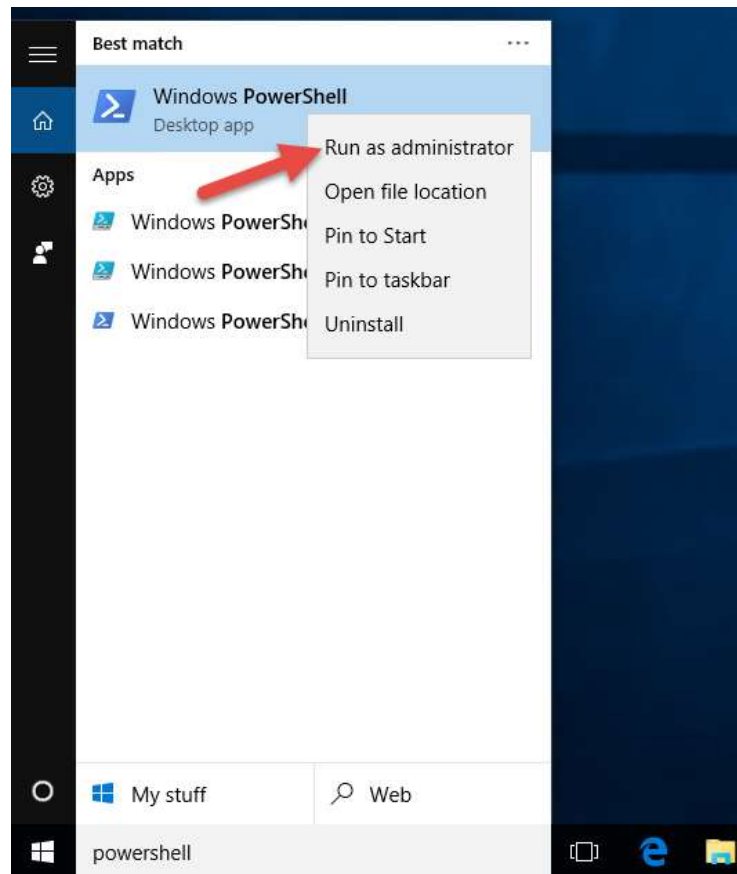 Best match
Windows PowerShell
Desktop app
Run as administrator
Apps
Open file location
Windows PowerShe
Pin to Start
Windows PowerShe
Pin to taskbar
Windows PowerShe
Uninstall
My stuff
Web
powershell